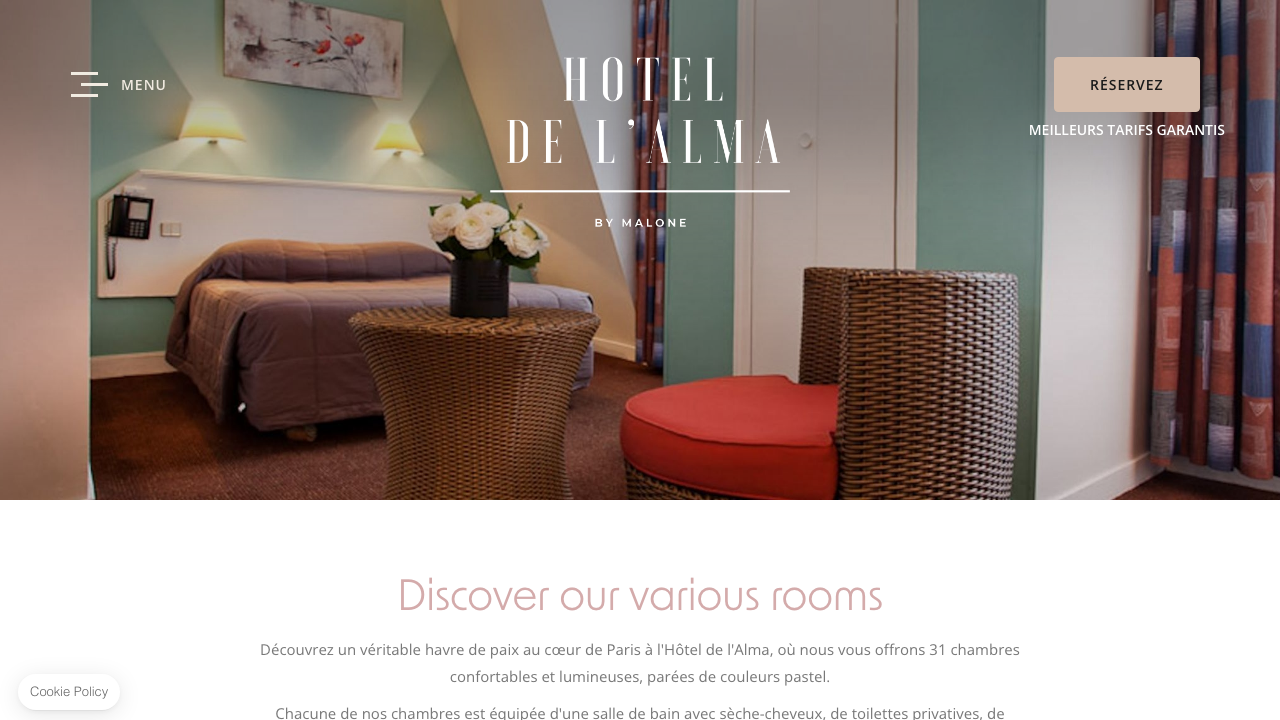 MENU
HOTEL
DE L'ALMA
BY MALONE
RÉSERVEZ
MEILLEURS TARIFS GARANTIS
Discover our various rooms
Découvrez un véritable havre de paix au cœur de Paris à l'Hôtel de l'Alma, où nous vous offrons 31 chambres
confortables et lumineuses, parées de couleurs pastel.
Chacune de nos chambres est équipée d'une salle de bain avec sèche-cheveux, de toilettes privatives, de
Cookie Policy